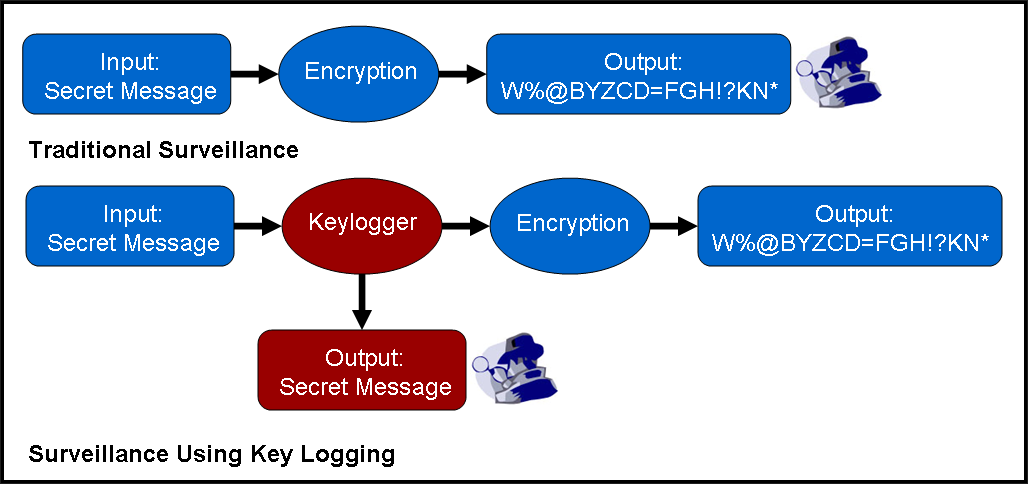 Input:
Secret Message
Encryption
Output:
W%@BYZCD=FGH!?KN*
Traditional Surveillance
Input:
Secret Message
Keylogger
Encryption
Output:
W%@BYZCD=FGH!?KN*
Output:
Secret Message
Surveillance Using Key Logging